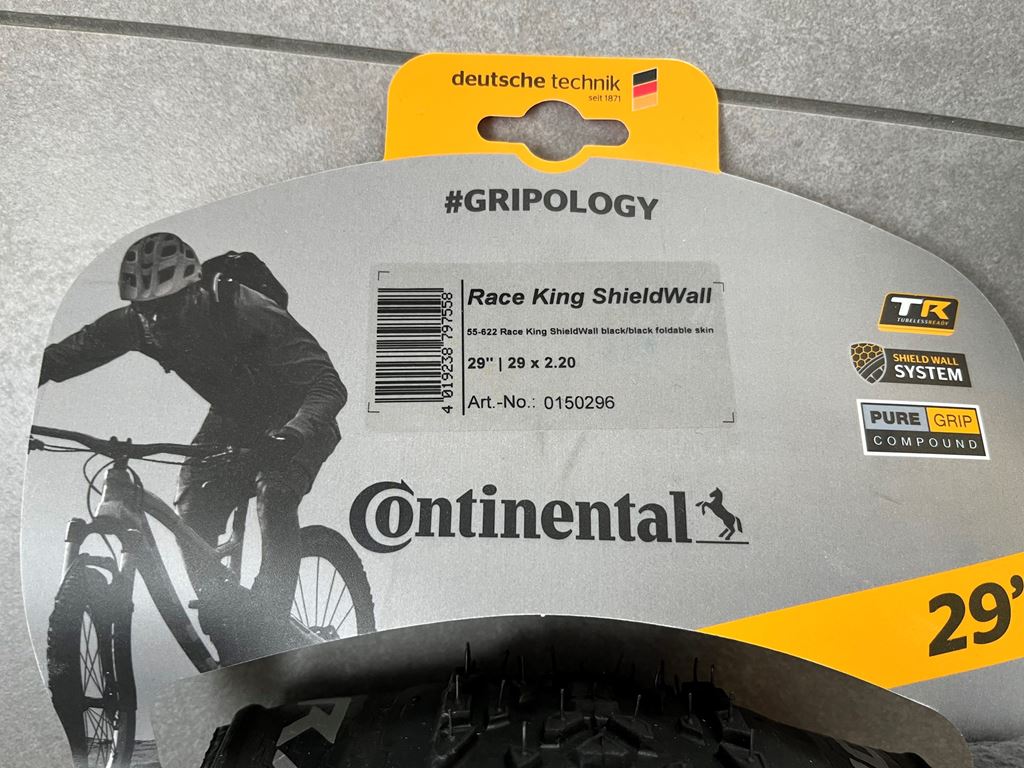 deutsche technik
seit 1871
#GRIPOLOGY
4 019238 797558
Race King ShieldWall
55-622 Race King ShieldWall black/black foldable skin
29" | 29 x 2.20
Art.-No.: 0150296
TR
TUBELESS READY
SHIELD WALL
SYSTEM
PURE GRIP
COMPOUND
Continental
29'